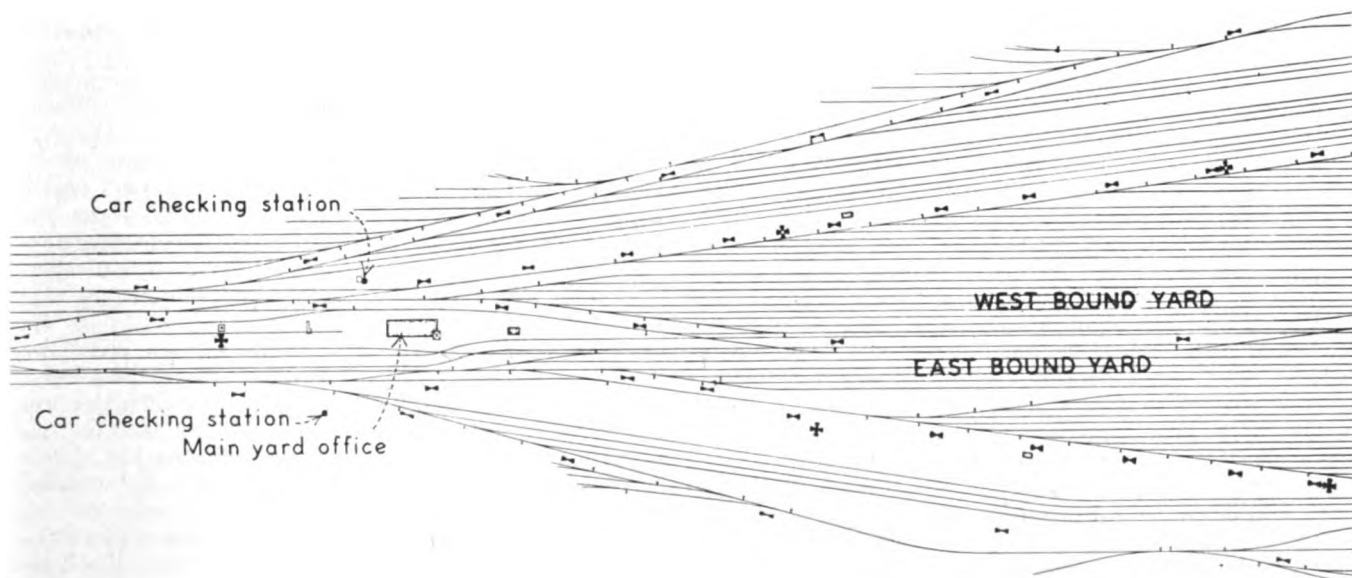 Car checking station
WEST BOUND YARD
EAST BOUND YARD
Car checking station
Main yard office